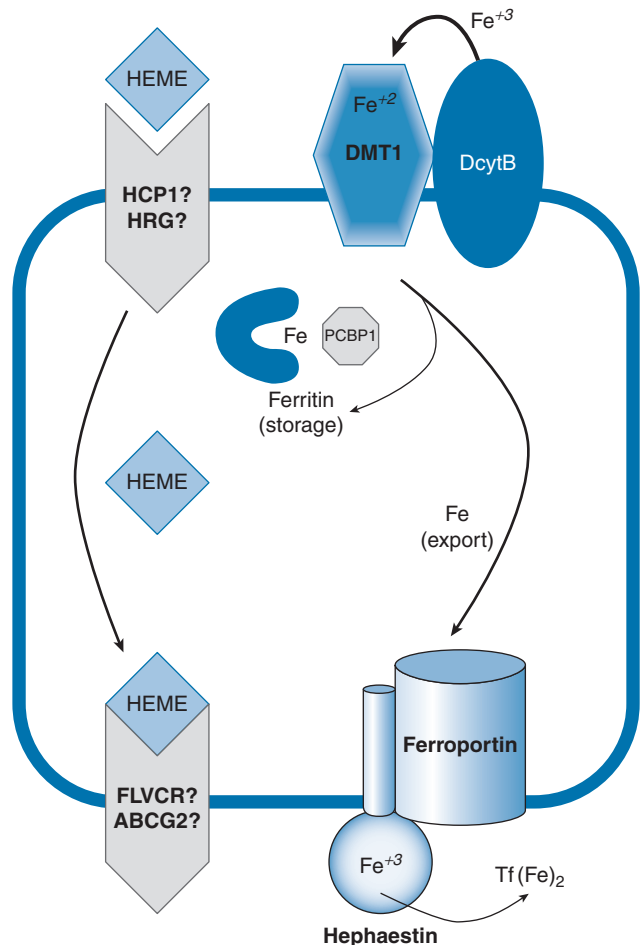 HEME
Fe+3
Fe+2
DMT1
DcytB
HCP1?
HRG?
Fe
PCBP1
Ferritin
(storage)
HEME
Fe
(export)
HEME
Ferroportin
FLVCR?
ABCG2?
Fe+3
Tf(Fe)2
Hephaestin